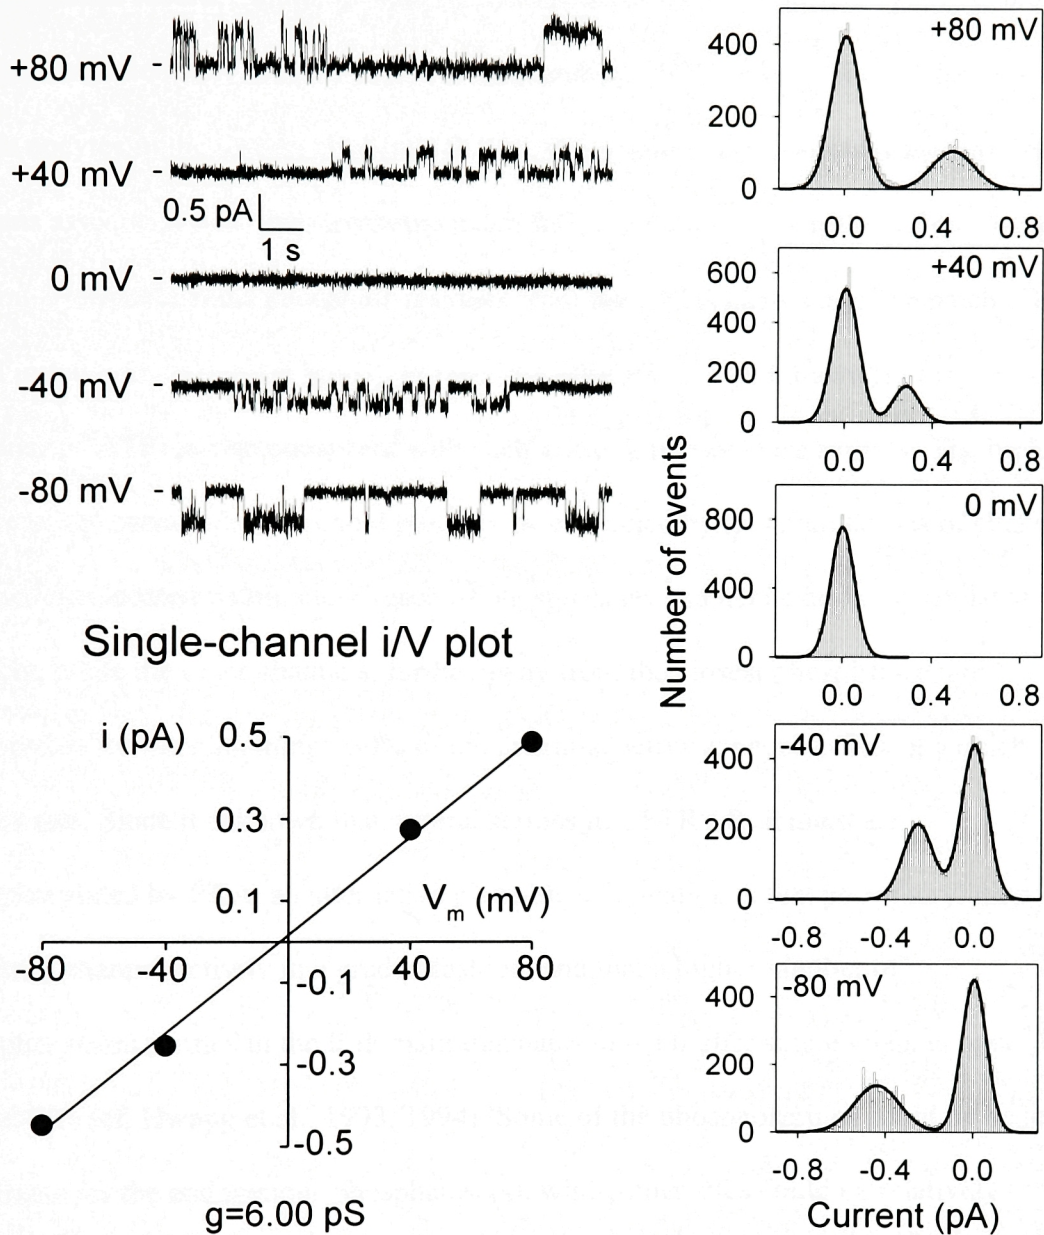 +80 mV -
+40 mV -
0.5 pA
1 s
0 mV -
-40 mV -
-80 mV -
Single-channel i/V plot
i (pA)
0.5
0.3
0.1
Vm (mV)
-80
-40
40
80
-0.1
-0.3
-0.5
g=6.00 pS
Number of events
+80 mV
400
200
0
0.0
0.4
0.8
+40 mV
600
400
200
0
0.0
0.4
0.8
0 mV
800
400
0
0.0
0.4
0.8
-40 mV
400
200
0
-0.8
-0.4
0.0
-80 mV
400
200
0
-0.8
-0.4
0.0
Current (pA)